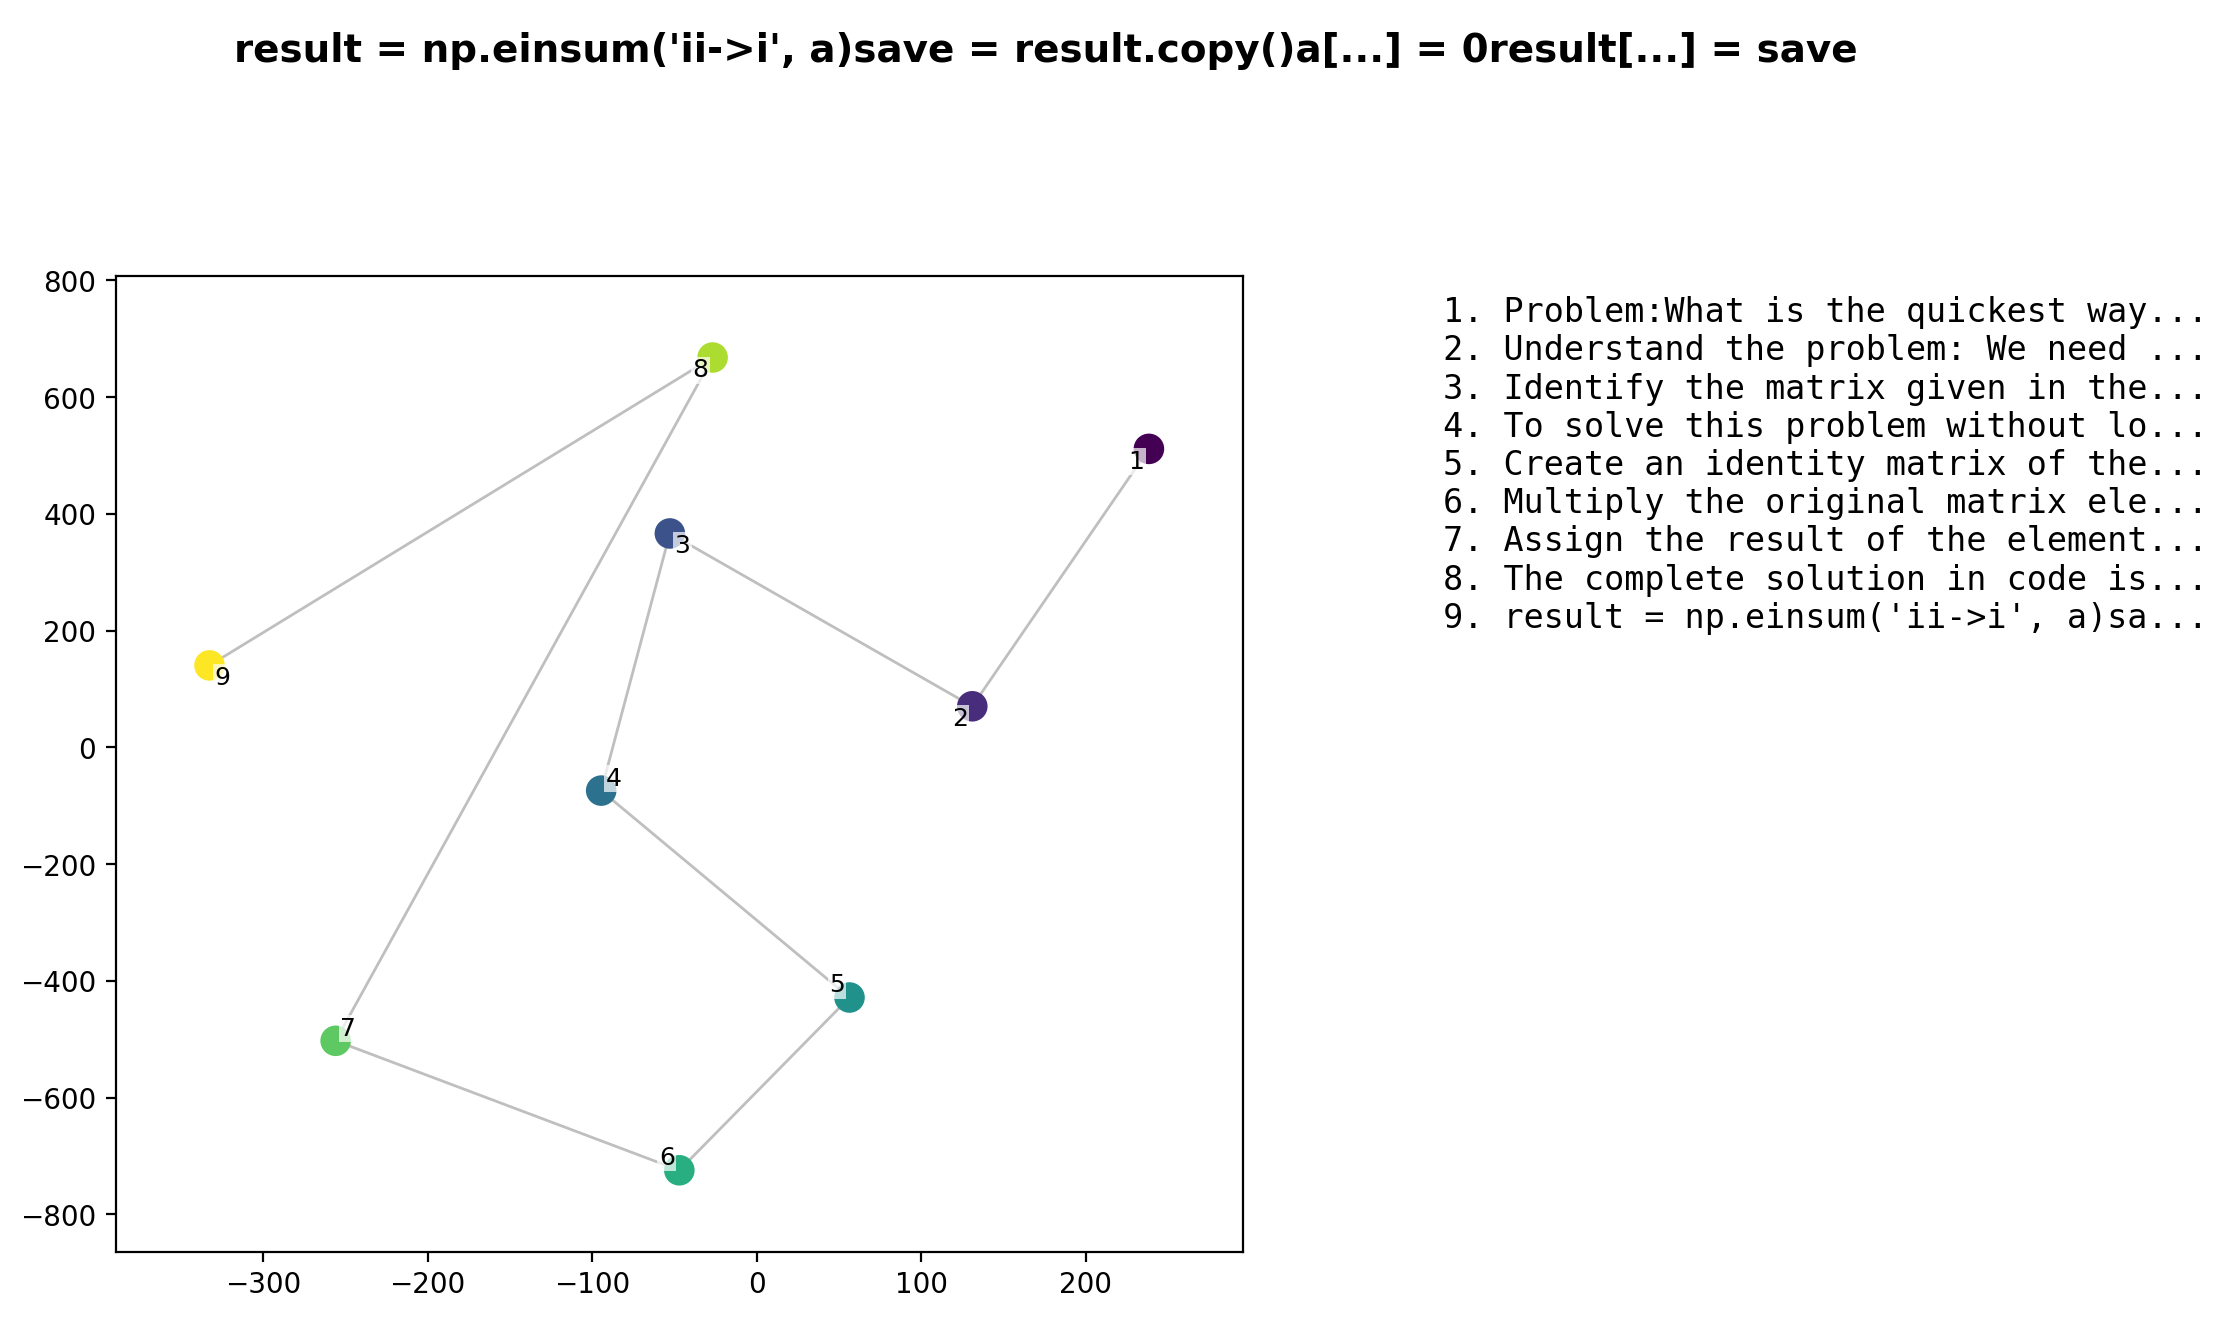 result = np.einsum('ii->i', a)save = result.copy()a[...] = 0result[...] = save
800
600
400
200
0
−200
−400
−600
−800
−300
−200
−100
0
100
200
1
2
3
4
5
6
7
8
9
1. Problem:What is the quickest way...
2. Understand the problem: We need ...
3. Identify the matrix given in the...
4. To solve this problem without lo...
5. Create an identity matrix of the...
6. Multiply the original matrix ele...
7. Assign the result of the element...
8. The complete solution in code is...
9. result = np.einsum('ii->i', a)sa...